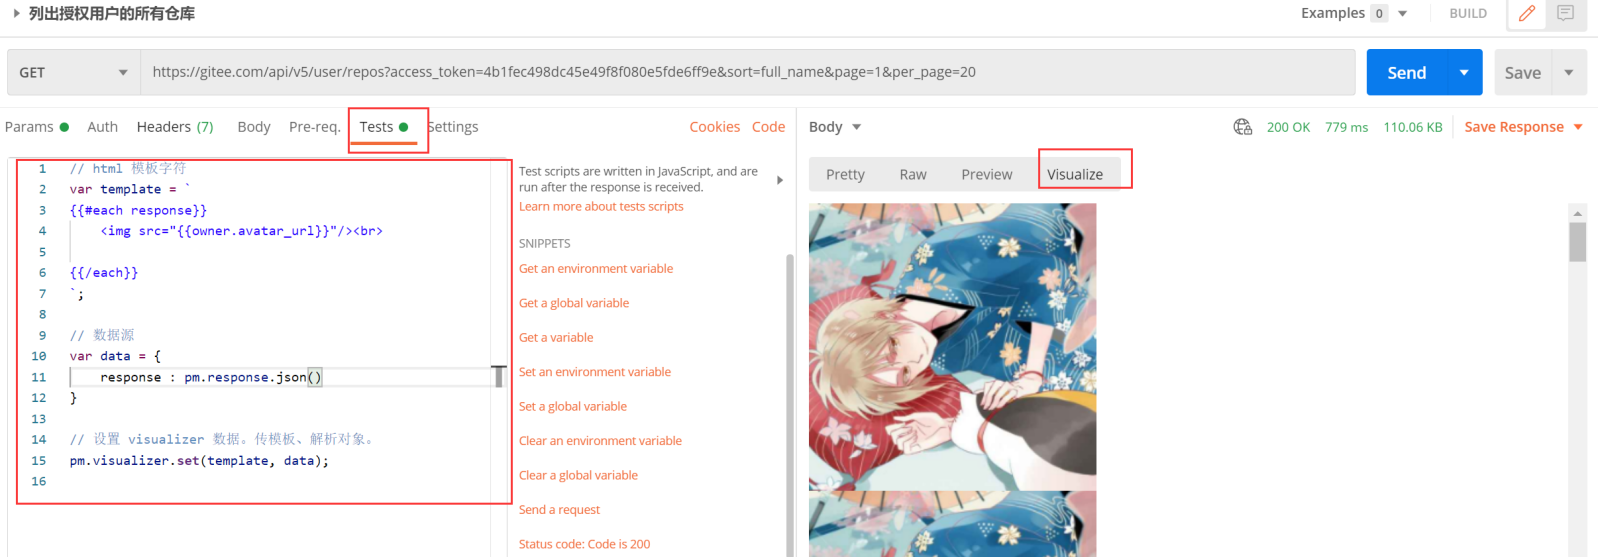 列出授权用户的所有仓库
Examples 0
BUILD
GET
https://gitee.com/api/v5/user/repos?access_token=4b1fec498dc45e49f8f080e5fde6ff9e&sort=full_name&page=1&per_page=20
Send
Save
Params
Auth
Headers (7)
Body
Pre-req.
Tests
Settings
Cookies
Code
1 // html 模板字符
2 var template = `
3 {{#each response}}
4 <img src="{{owner.avatar_url}}"/><br>
5
6 {{/each}}
7 `;
8
9 // 数据源
10 var data = {
11 response : pm.response.json()
12 }
13
14 // 设置 visualizer 数据。传模板、解析对象。
15 pm.visualizer.set(template, data);
16
Test scripts are written in JavaScript, and are
run after the response is received.
Learn more about tests scripts
SNIPPETS
Get an environment variable
Get a global variable
Get a variable
Set an environment variable
Set a global variable
Clear an environment variable
Clear a global variable
Send a request
Status code: Code is 200
Body
200 OK
779 ms
110.06 KB
Save Response
Pretty
Raw
Preview
Visualize